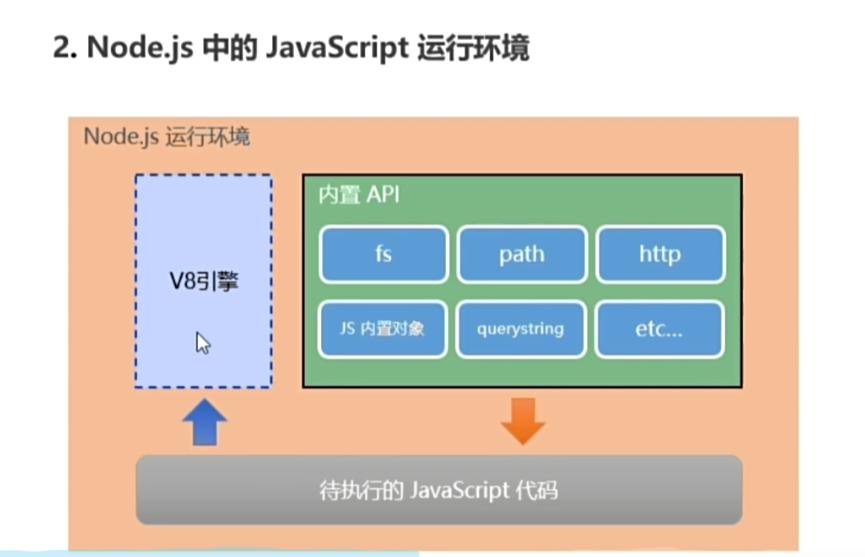 2. Node.js 中的 JavaScript 运行环境
Node.js 运行环境
V8引擎
内置 API
fs
path
http
JS 内置对象
querystring
etc...
待执行的 JavaScript 代码